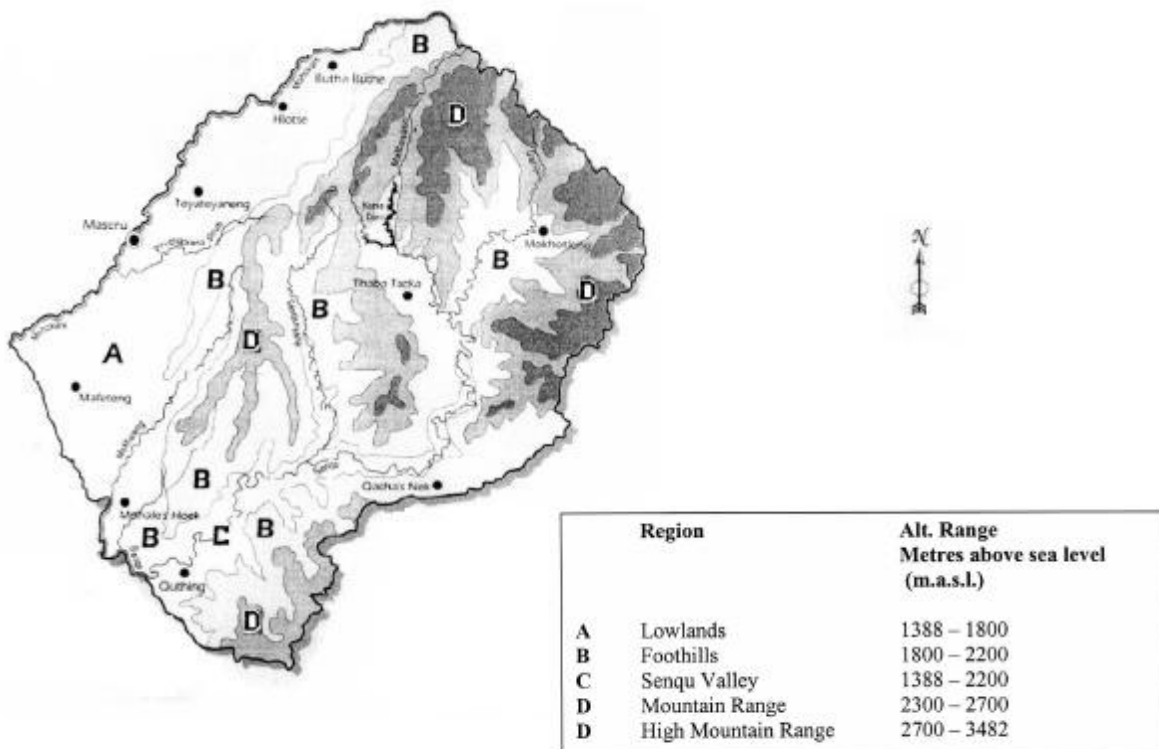 B
Hlotse
D
Teyateyaneng
Maseru
Mokhotlong
B
B
D
Thaba Tseka
B
D
A
Mafeteng
B
Qacha's Nek
Mohale's Hoek
B
C
B
Quthing
D
N
Region Alt. Range
Metres above sea level
(m.a.s.l.)
A Lowlands 1388 – 1800
B Foothills 1800 – 2200
C Senqu Valley 1388 – 2200
D Mountain Range 2300 – 2700
D High Mountain Range 2700 – 3482